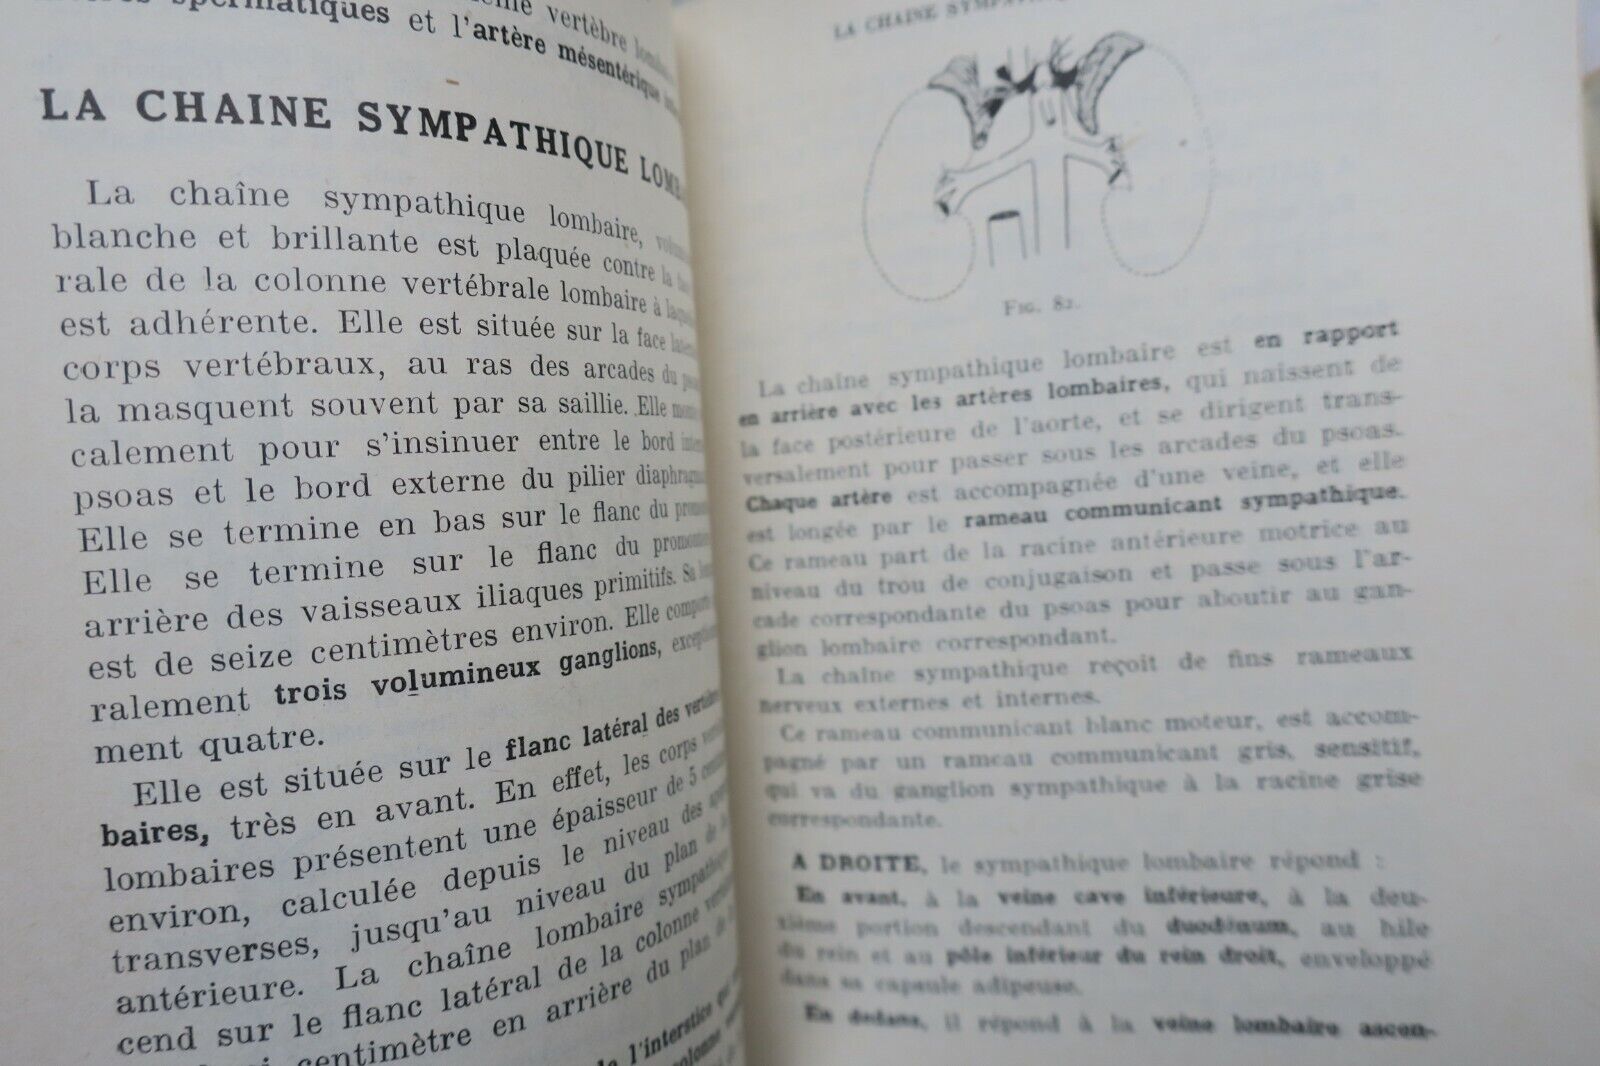 vertèbre
spermatiques et l'artère mésentérique
LA CHAINE SYMPATHIQUE LOMB
La chaîne sympathique lombaire,
blanche et brillante est plaquée contre la
rale de la colonne vertébrale lombaire à
est adhérente. Elle est située sur la face
corps vertébraux, au ras des arcades du
la masquent souvent par sa saillie. Elle
calement pour s'insinuer entre le bord
psoas et le bord externe du pilier
Elle se termine en bas sur le flanc du
Elle se termine sur le flanc du
arrière des vaisseaux iliaques primitifs. Sa
est de seize centimètres environ. Elle
ralement trois volumineux ganglions,
ment quatre.
Elle est située sur le flanc latéral des
baires, très en avant. En effet, les corps
lombaires présentent une épaisseur de 5
environ, calculée depuis le niveau des
transverses, jusqu'au niveau du plan de
antérieure. La chaîne lombaire sympathique
cend sur le flanc latéral de la colonne
centimètre en arrière du plan de
l'interstice qui
colonne
LA CHAINE
FIG. 82.
La chaîne sympathique lombaire est en rapport
en arrière avec les artères lombaires, qui naissent de
la face postérieure de l'aorte, et se dirigent trans-
versalement pour passer sous les arcades du psoas.
Chaque artère est accompagnée d'une veine, et elle
est longée par le rameau communicant sympathique.
Ce rameau part de la racine antérieure motrice au
niveau du trou de conjugaison et passe sous l'ar-
cade correspondante du psoas pour aboutir au gan-
glion lombaire correspondant.
La chaîne sympathique reçoit de fins rameaux
nerveux externes et internes.
Ce rameau communicant blanc moteur, est accom-
pagné par un rameau communicant gris, sensitif,
qui va du ganglion sympathique à la racine grise
correspondante.
A DROITE, le sympathique lombaire répond :
En avant, à la veine cave inférieure, à la deu-
xième portion descendant du duodénum, au hile
du rein et au pôle inférieur du rein droit, enveloppé
dans sa capsule adipeuse.
En dedans, il répond à la veine lombaire ascen-